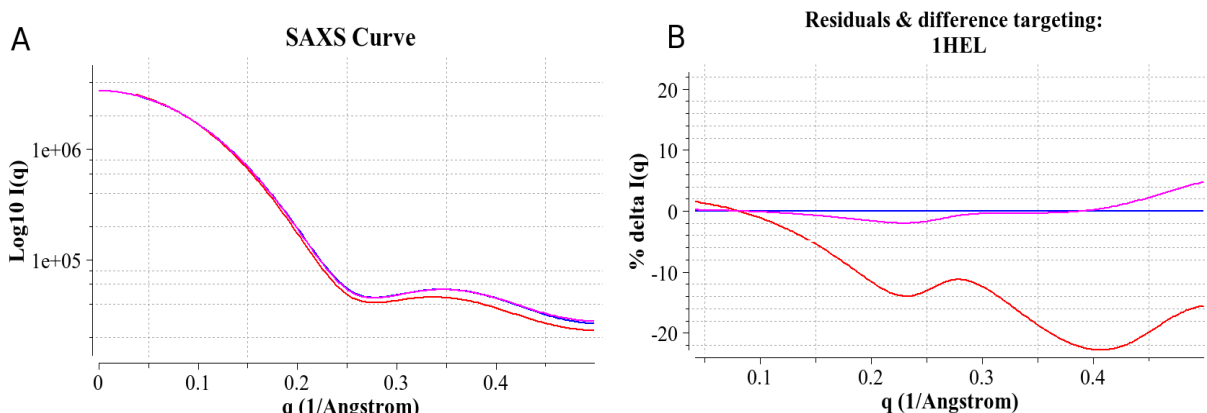 A
SAXS Curve
Log10 I(q)
1e+06
1e+05
0
0.1
0.2
0.3
0.4
q (1/Angstrom)
B
Residuals & difference targeting:
1HEL
% delta I(q)
20
10
0
-10
-20
0.1
0.2
0.3
0.4
q (1/Angstrom)